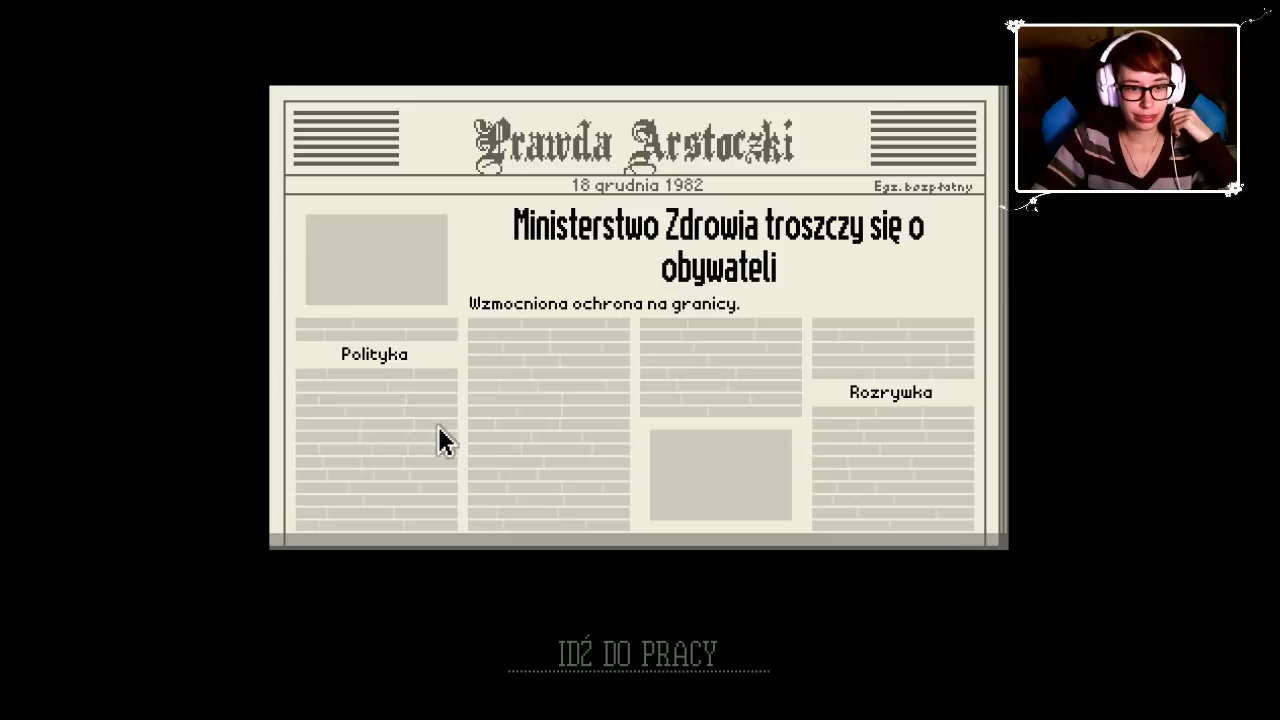 Prawda Arstoczki
18 grudnia 1982
Egz. bezpłatny
Ministerstwo Zdrowia troszczy się o
obywateli
Wzmocniona ochrona na granicy.
Polityka
Rozrywka
IDŹ DO PRACY